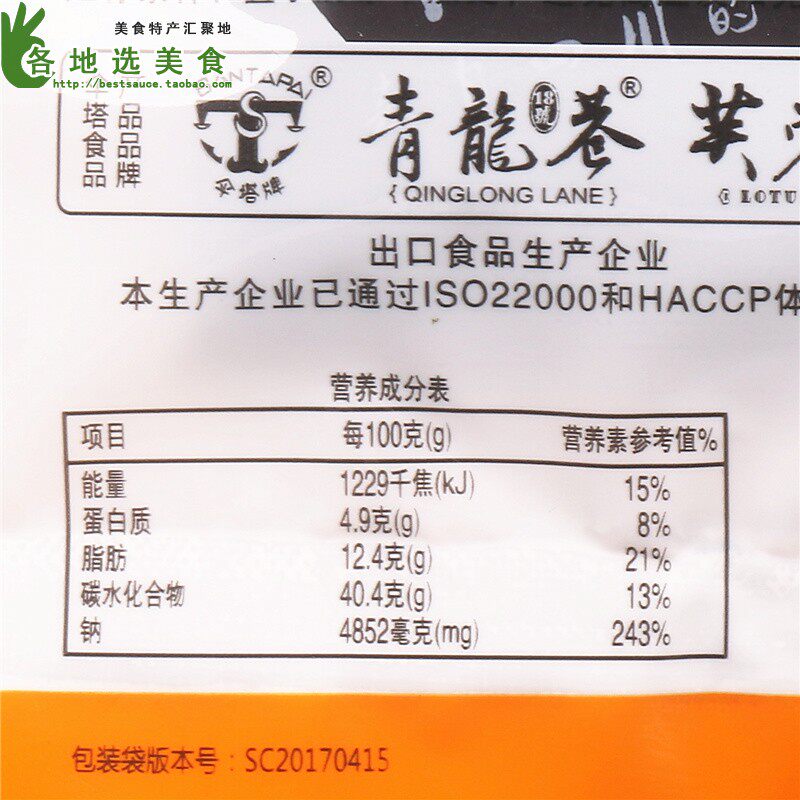 美食特产汇聚地
各地选美食
http://bestsauce.taobao.com
塔品
食品
品牌
R
青龍18號巷R
{QINGLONG LANE}
LOTU
出口食品生产企业
本生产企业已通过ISO22000和HACCP体
营养成分表
项目 每100克(g) 营养素参考值%
能量 1229千焦(kJ) 15%
蛋白质 4.9克(g) 8%
脂肪 12.4克(g) 21%
碳水化合物 40.4克(g) 13%
钠 4852毫克(mg) 243%
包装袋版本号：SC20170415